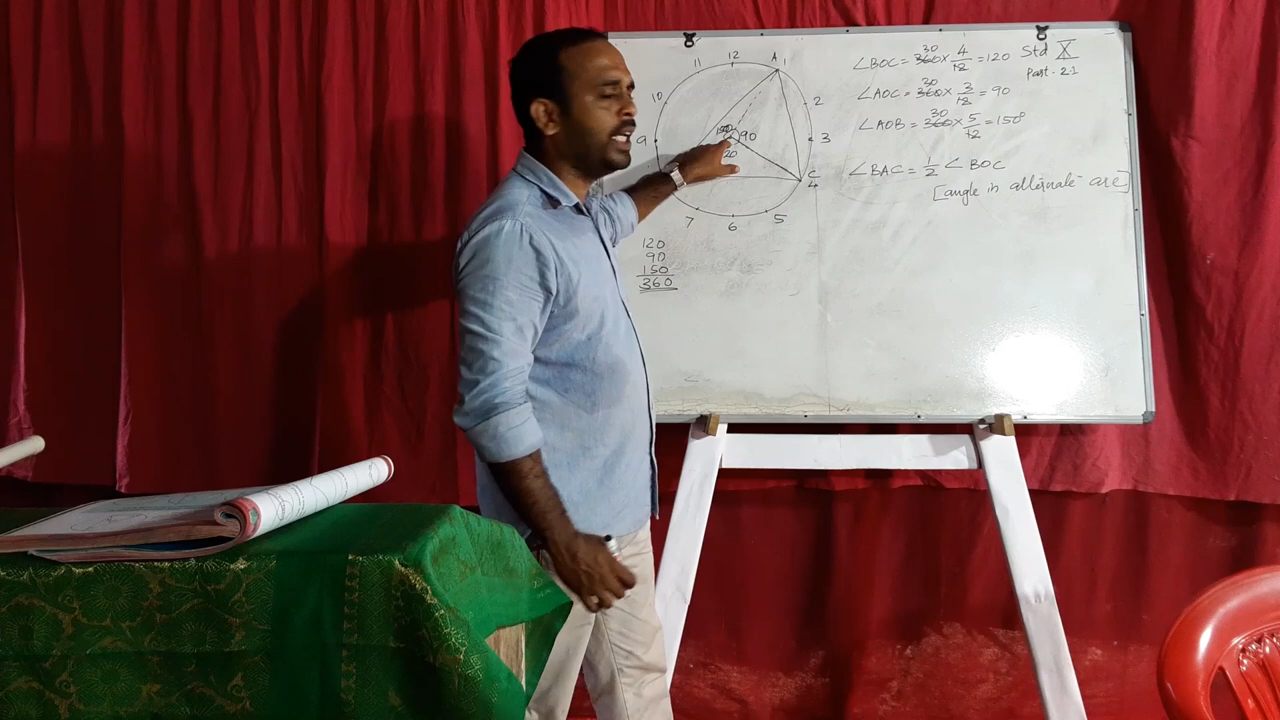 ∠BOC = 30 360 × 4/12 = 120
Std X
Part - 2.1
∠AOC = 30 360 × 3/12 = 90
∠AOB = 30 360 × 5/12 = 150°
∠BAC = 1/2 ∠BOC
[angle in alternate arc]
12
A 1
11
10
2
9
3
90
C
4
7
6
5
120
90
150
360